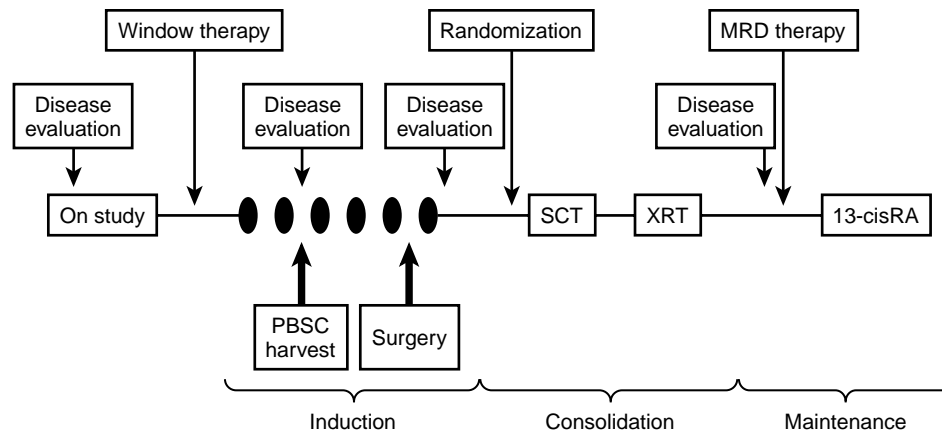 Window therapy
Randomization
MRD therapy
Disease
evaluation
Disease
evaluation
Disease
evaluation
Disease
evaluation
On study
SCT
XRT
13-cisRA
PBSC
harvest
Surgery
Induction
Consolidation
Maintenance